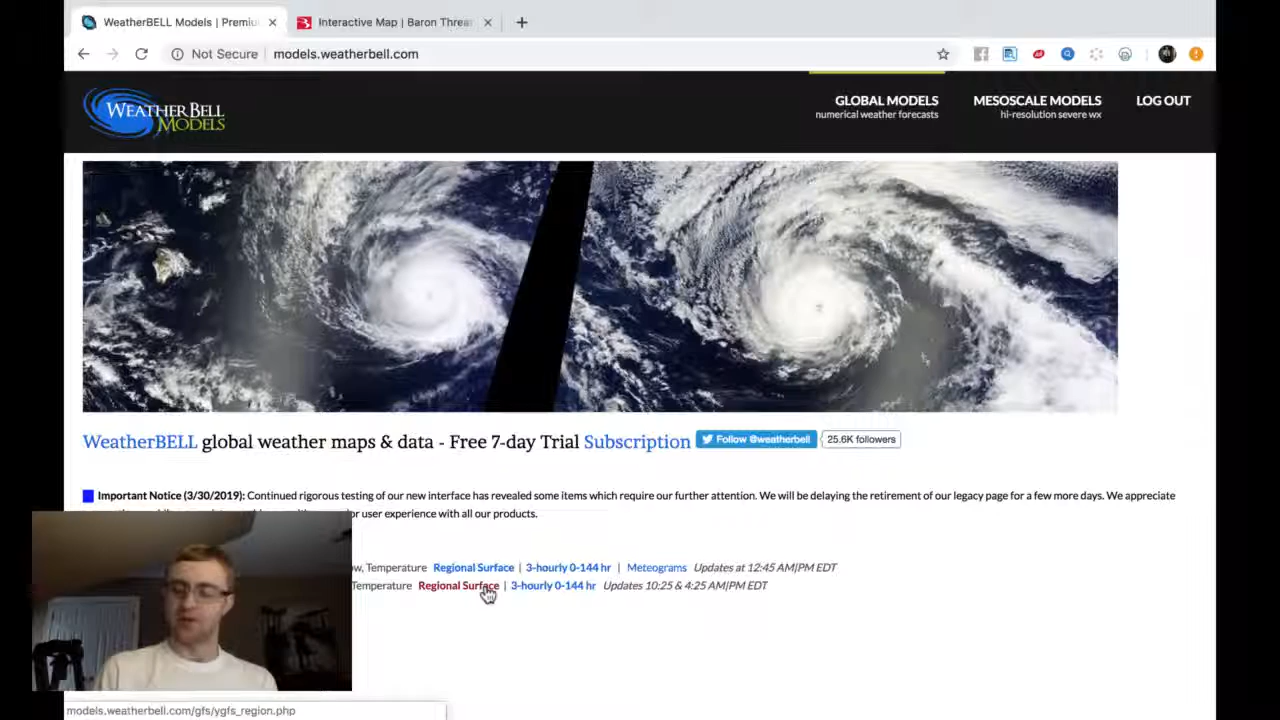 WeatherBELL Models | Premiu
Interactive Map | Baron Threa
Not Secure | models.weatherbell.com
WEATHERBELL
MODELS
GLOBAL MODELS
numerical weather forecasts
MESOSCALE MODELS
hi-resolution severe wx
LOG OUT
WeatherBELL global weather maps & data - Free 7-day Trial Subscription Follow @weatherbell 25.6K followers
Important Notice (3/30/2019): Continued rigorous testing of our new interface has revealed some items which require our further attention. We will be delaying the retirement of our legacy page for a few more days. We appreciate
or user experience with all our products.
ow, Temperature Regional Surface | 3-hourly 0-144 hr | Meteograms Updates at 12:45 AM|PM EDT
Temperature Regional Surface | 3-hourly 0-144 hr Updates 10:25 & 4:25 AM|PM EDT
models.weatherbell.com/gfs/ygfs_region.php